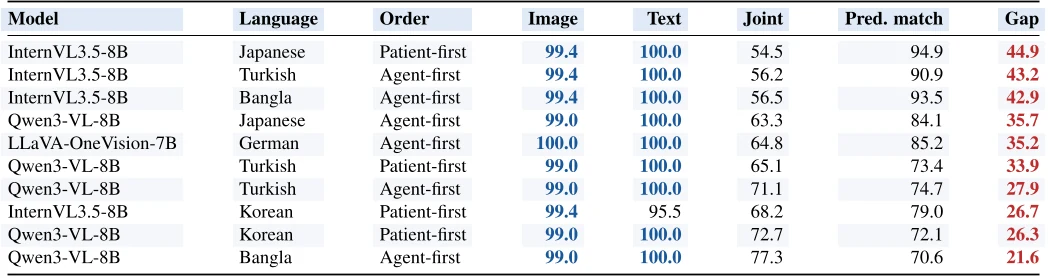 Model Language Order Image Text Joint Pred. match Gap
InternVL3.5-8B Japanese Patient-first 99.4 100.0 54.5 94.9 44.9
InternVL3.5-8B Turkish Agent-first 99.4 100.0 56.2 90.9 43.2
InternVL3.5-8B Bangla Agent-first 99.4 100.0 56.5 93.5 42.9
Qwen3-VL-8B Japanese Agent-first 99.0 100.0 63.3 84.1 35.7
LLaVA-OneVision-7B German Agent-first 100.0 100.0 64.8 85.2 35.2
Qwen3-VL-8B Turkish Patient-first 99.0 100.0 65.1 73.4 33.9
Qwen3-VL-8B Turkish Agent-first 99.0 100.0 71.1 74.7 27.9
InternVL3.5-8B Korean Patient-first 99.4 95.5 68.2 79.0 26.7
Qwen3-VL-8B Korean Patient-first 99.0 100.0 72.7 72.1 26.3
Qwen3-VL-8B Bangla Agent-first 99.0 100.0 77.3 70.6 21.6